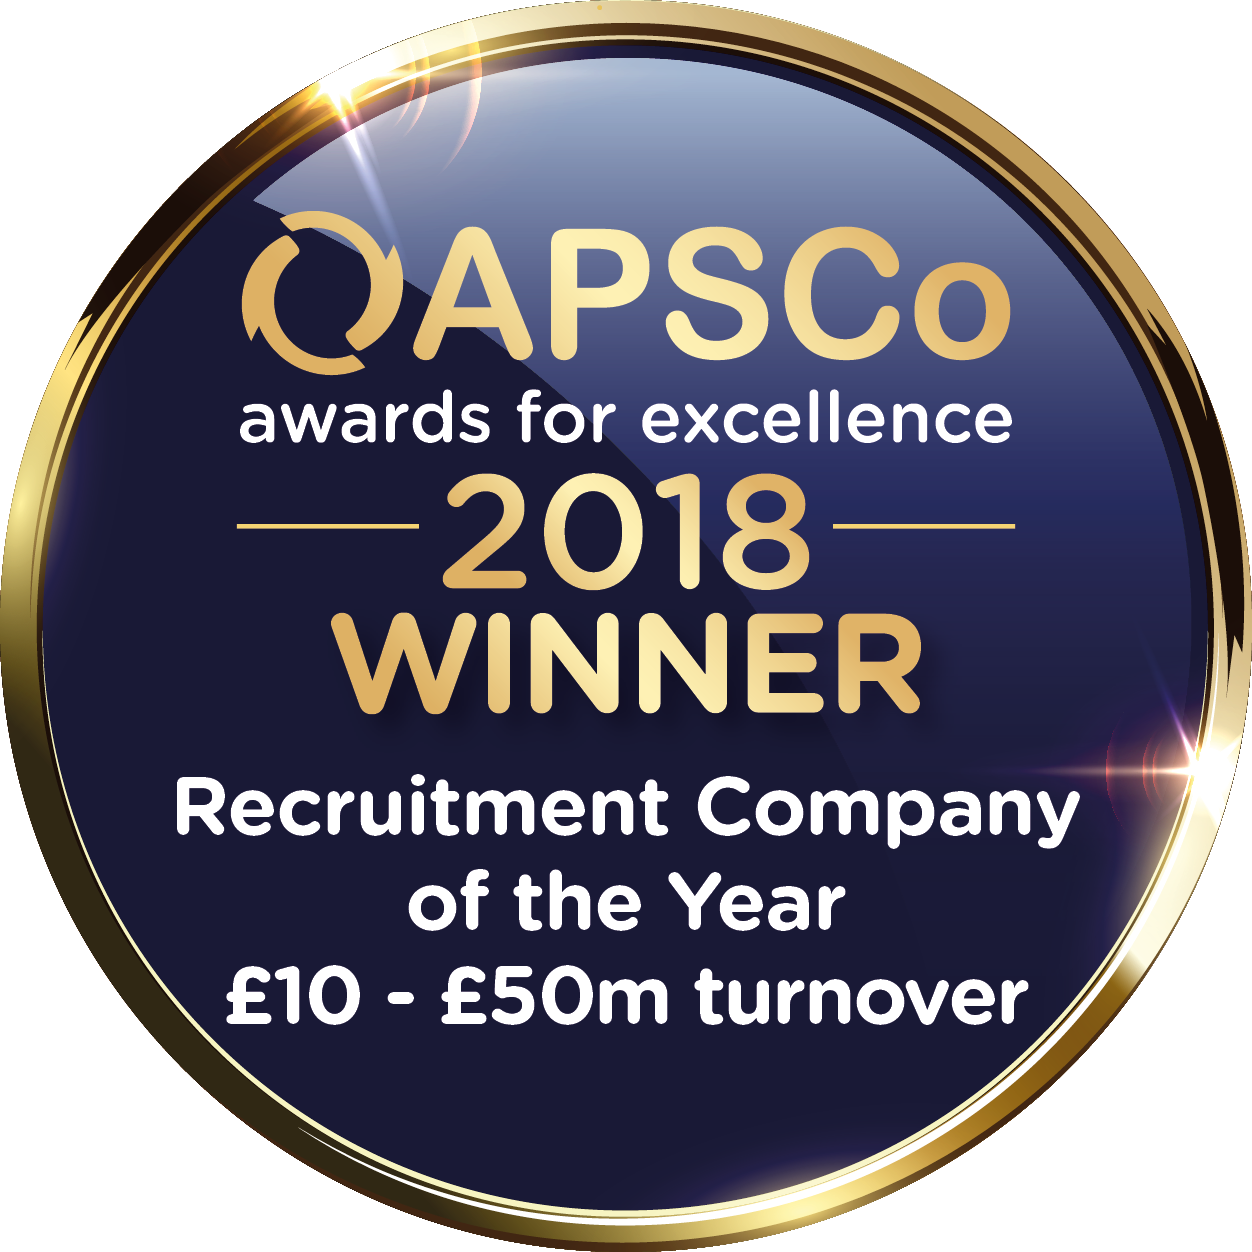 APSCo
awards for excellence
2018
WINNER
Recruitment Company
of the Year
£10 - £50m turnover